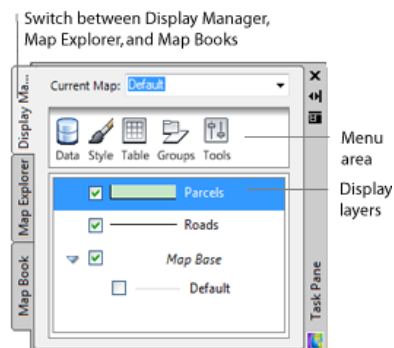 Switch between Display Manager,
Map Explorer, and Map Books
Display Ma...
Map Explorer
Map Book
Current Map: Default
Data Style Table Groups Tools
Menu
area
Parcels
Display
layers
Roads
Map Base
Default
Task Pane